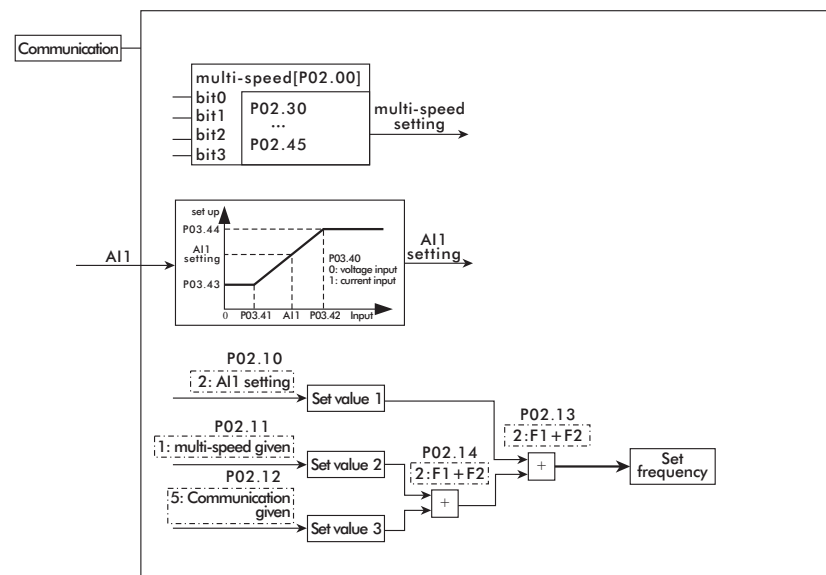 Communication
multi-speed[P02.00]
bit0
bit1
bit2
bit3
P02.30
...
P02.45
multi-speed
setting
set up
P03.44
AI1
setting
P03.43
P03.40
0: voltage input
1: current input
0
P03.41
AI1
P03.42
Input
AI1
AI1
setting
P02.10
2: AI1 setting
Set value 1
P02.11
1: multi-speed given
Set value 2
P02.12
5: Communication
given
Set value 3
P02.14
2:F1+F2
+
P02.13
2:F1+F2
+
Set
frequency